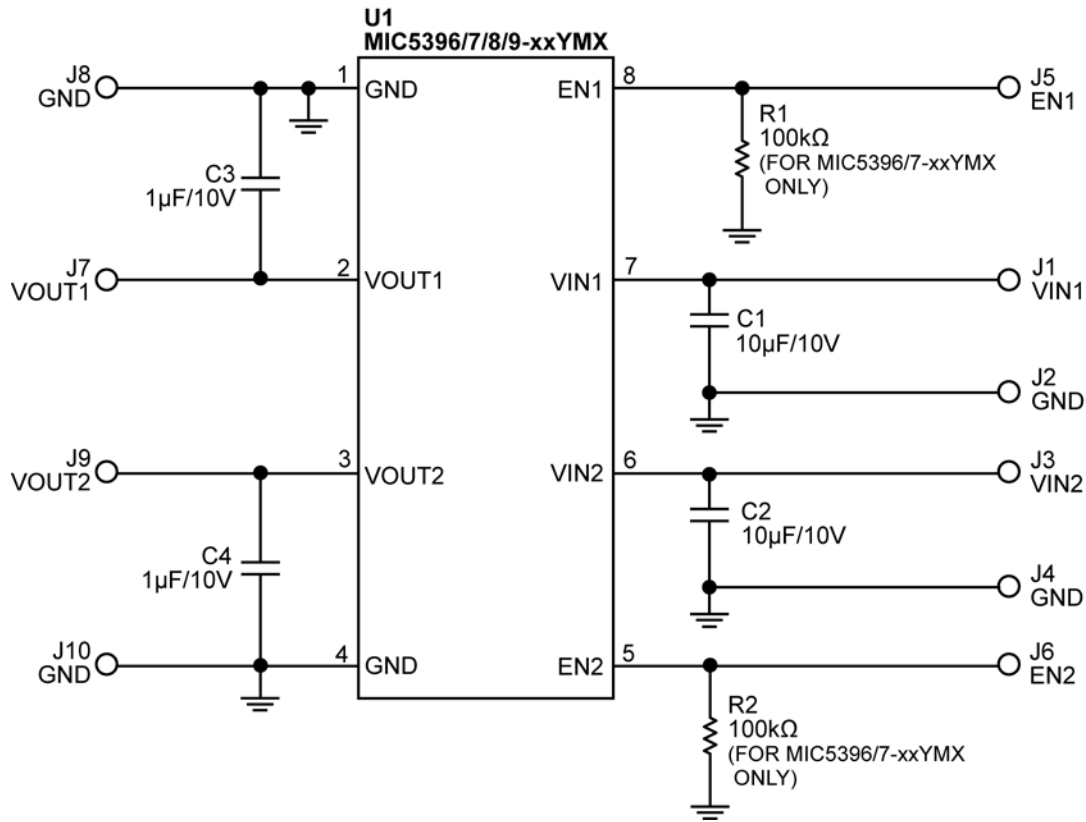 U1
MIC5396/7/8/9-xxYMX
J8
GND
1
GND
EN1
8
J5
EN1
R1
100kΩ
(FOR MIC5396/7-xxYMX
ONLY)
C3
1µF/10V
J7
VOUT1
2
VOUT1
VIN1
7
J1
VIN1
C1
10µF/10V
J2
GND
J9
VOUT2
3
VOUT2
VIN2
6
J3
VIN2
C2
10µF/10V
C4
1µF/10V
J4
GND
J10
GND
4
GND
EN2
5
J6
EN2
R2
100kΩ
(FOR MIC5396/7-xxYMX
ONLY)